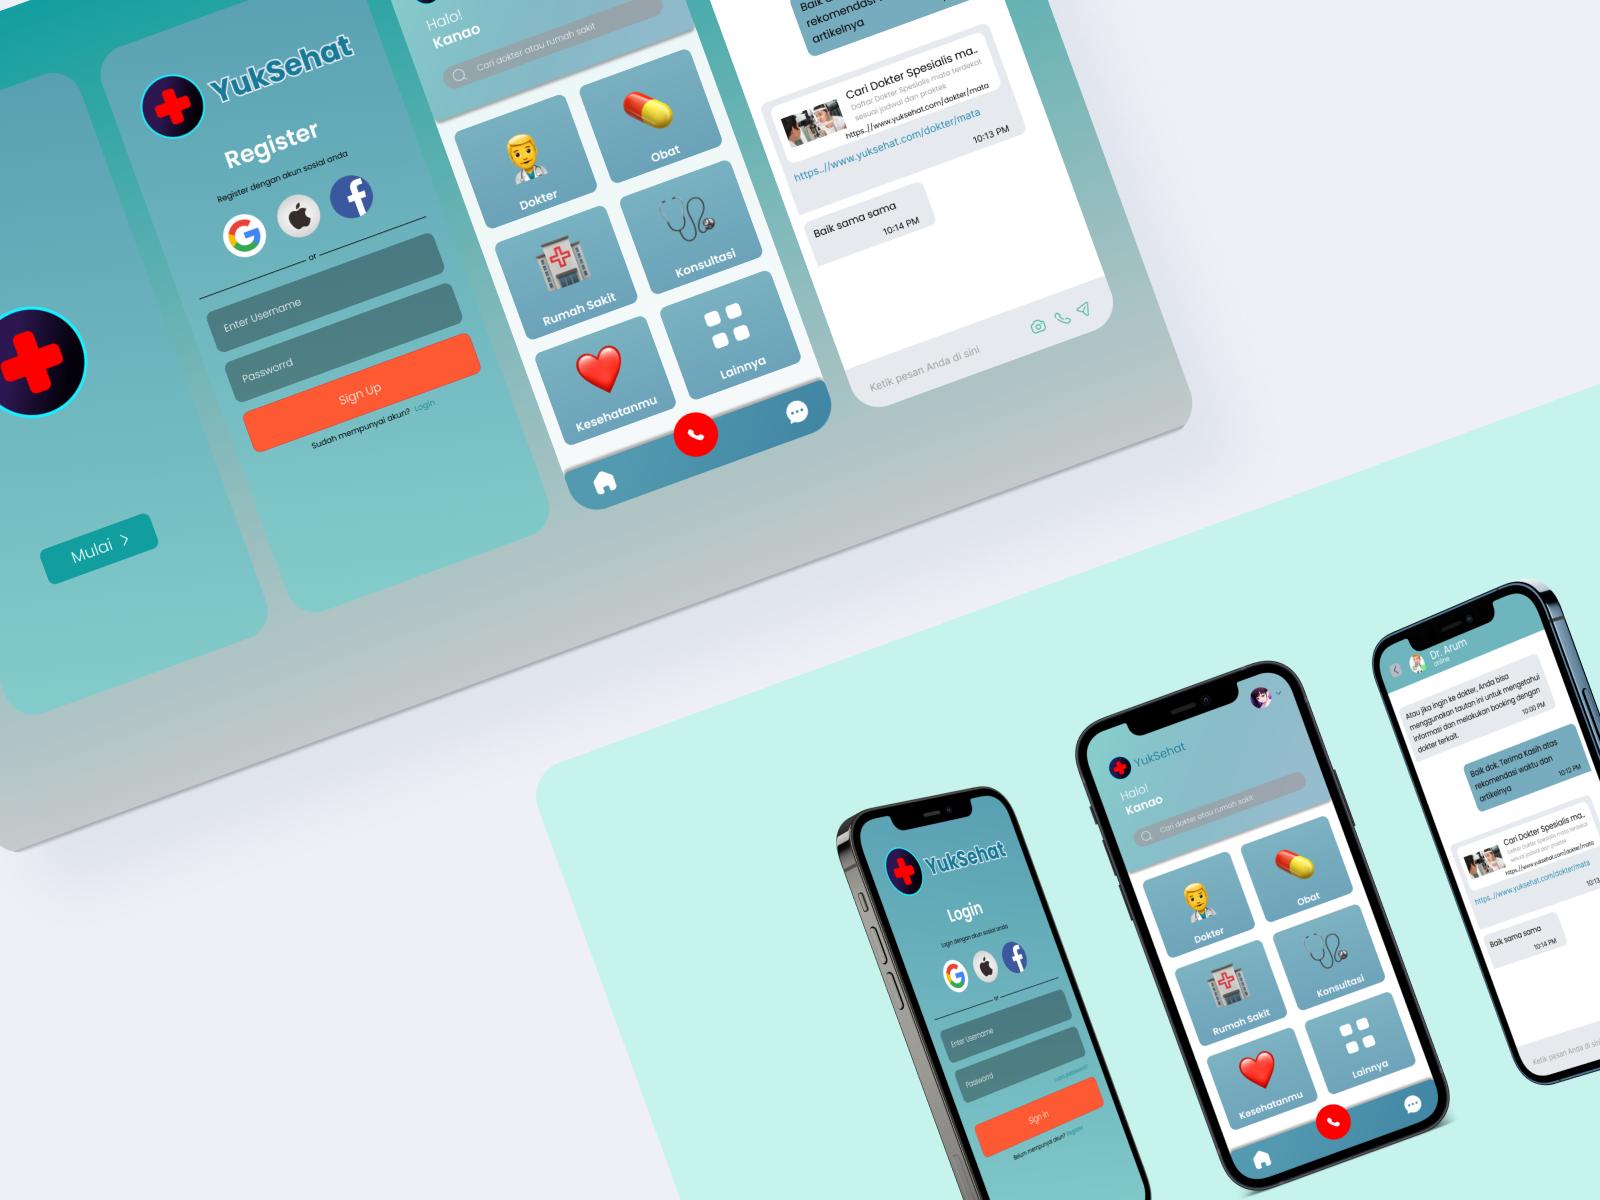 Mulai
YukSehat
Register
Register dengan akun sosial anda
or
Enter Username
Passworrd
Sign Up
Sudah mempunyai akun? Login
Halo!
Kanao
Cari dokter atau rumah sakit
Dokter
Obat
Rumah Sakit
Konsultasi
Kesehatanmu
Lainnya
rekomendasi
artikelnya
Cari Dokter Spesialis ma..
Daftar Dokter Spesialis mata terdekat
sesuai jadwal dan praktek
https..//www.yuksehat.com/dokter/mata
https..//www.yuksehat.com/dokter/mata
10:13 PM
Baik sama sama
10:14 PM
Ketik pesan Anda di sini
YukSehat
Login
Login dengan akun sosial anda
or
Enter Username
Passworrd
Sign in
Belum mempunyai akun? Register
YukSehat
Halo!
Kanao
Cari dokter atau rumah sakit
Dokter
Obat
Rumah Sakit
Konsultasi
Kesehatanmu
Lainnya
Dr. Arum
online
Atau jika ingin ke dokter, Anda bisa
menggunakan tautan ini untuk mengetahui
informasi dan melakukan booking dengan
dokter terkait.
10:00 PM
Baik dok. Terima Kasih atas
rekomendasi waktu dan
artikelnya
10:12 PM
Cari Dokter Spesialis ma..
Daftar Dokter Spesialis mata terdekat
sesuai jadwal dan praktek
https..//www.yuksehat.com/dokter/mata
https..//www.yuksehat.com/dokter/mata
10:13
Baik sama sama
10:14 PM
Ketik pesan Anda di sini